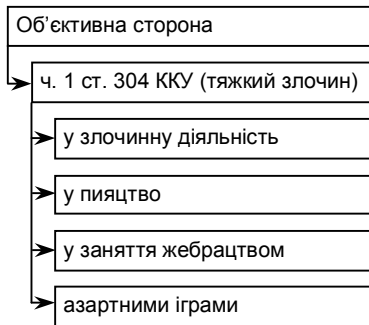 Об’єктивна сторона
ч. 1 ст. 304 ККУ (тяжкий злочин)
у злочинну діяльність
у пияцтво
у заняття жебрацтвом
азартними іграми